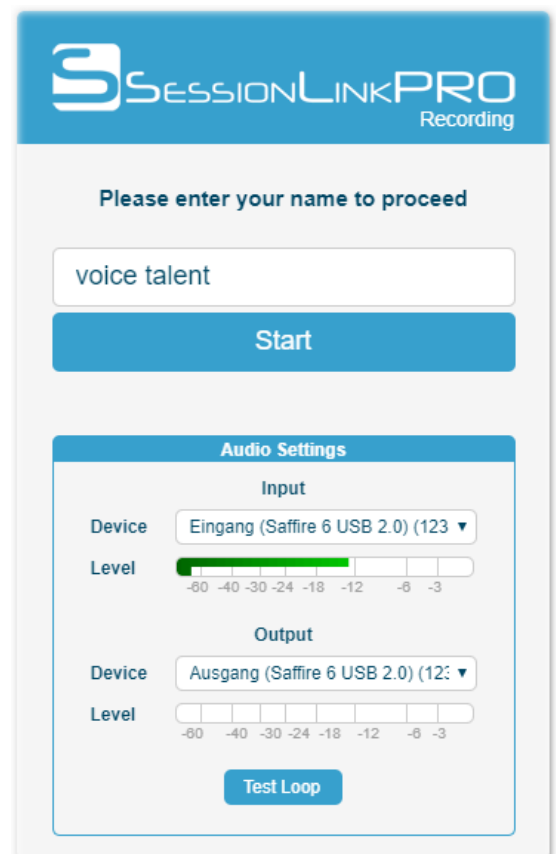 SESSIONLINKPRO
Recording
Please enter your name to proceed
voice talent
Start
Audio Settings
Input
Device Eingang (Saffire 6 USB 2.0) (123
Level
-60 -40 -30 -24 -18 -12 -6 -3
Output
Device Ausgang (Saffire 6 USB 2.0) (123
Level
-60 -40 -30 -24 -18 -12 -6 -3
Test Loop